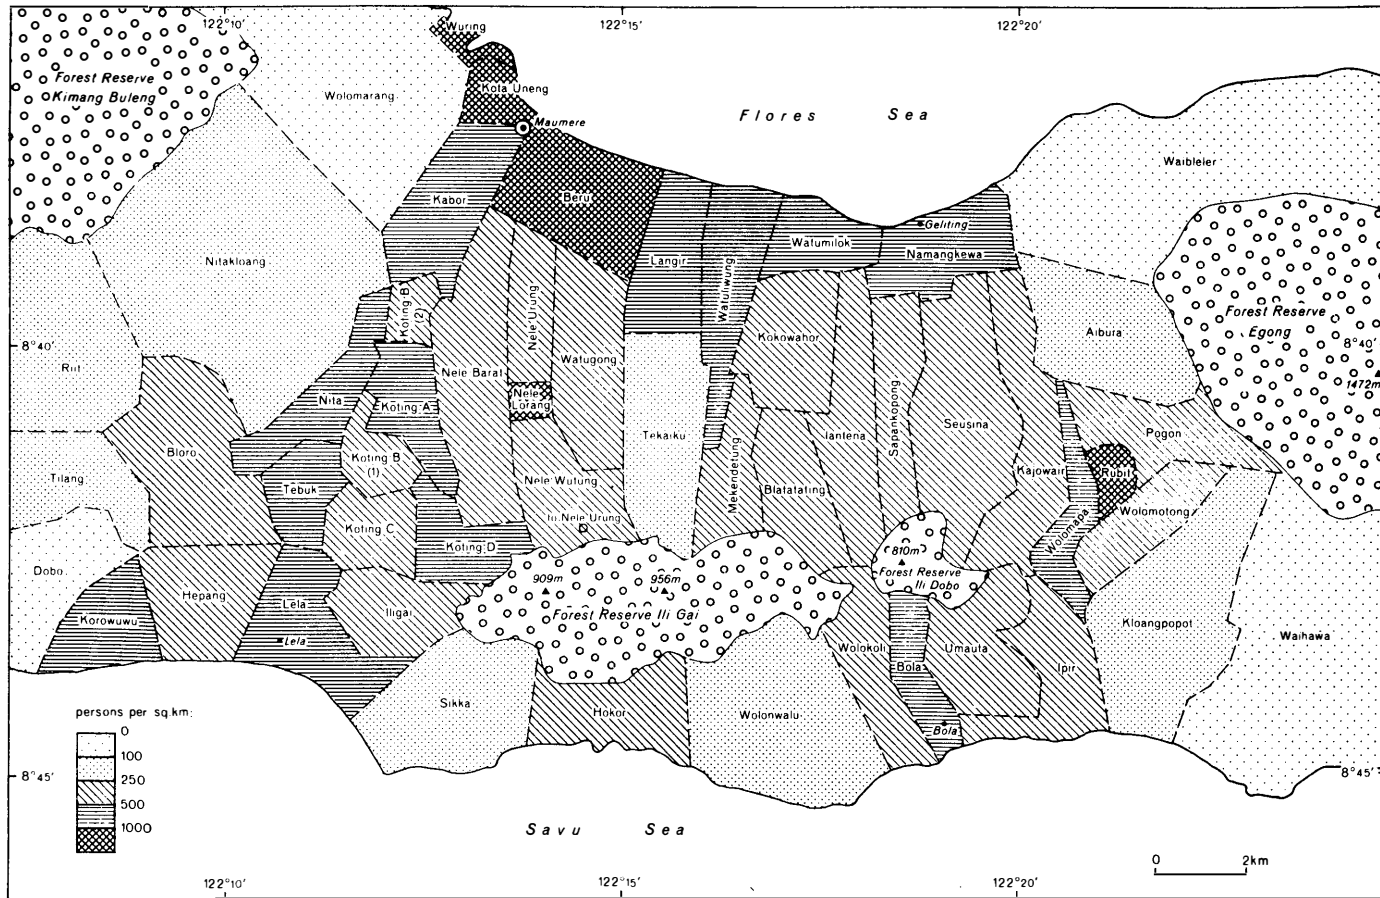 122°10'
122°15'
122°20'
Wuring
Forest Reserve
Kimang Buleng
Wolomarang
Kota Uneng
Maumere
Flores Sea
Waibleler
Kabor
Beru
Geliting
Watumilok
Namangkewa
Nitakloang
Langir
Watuliwung
Koting B
(2)
Nele Urung
Forest Reserve
Egong
8°40'
8°40'
1472m
Aibura
Kokowahor
Watugong
Riit
Nele Barat
Nita
Koting A
Nele
Lorang
Tekaiku
Iantena
Sapankopong
Seusina
Pogon
Bloro
Koting B
(1)
Kajowair
Rubit
Tilang
Tebuk
Nele Wutung
Mekendetung
Blatatating
Wolomotong
Koting C
to Nele Urung
Wolomapa
Koting D
810m
Forest Reserve
Ili Dobo
Dobo
909m
956m
Hepang
Lela
Iligai
Forest Reserve Ili Gai
Korowuwu
Lela
Kloangpopot
Waihawa
Wolokoli
Umauta
Bola
Ipir
Sikka
Hokor
Wolonwalu
Bola
persons per sq.km:
0
100
250
500
1000
8°45'
8°45'
Savu Sea
0 2km
122°10'
122°15'
122°20'